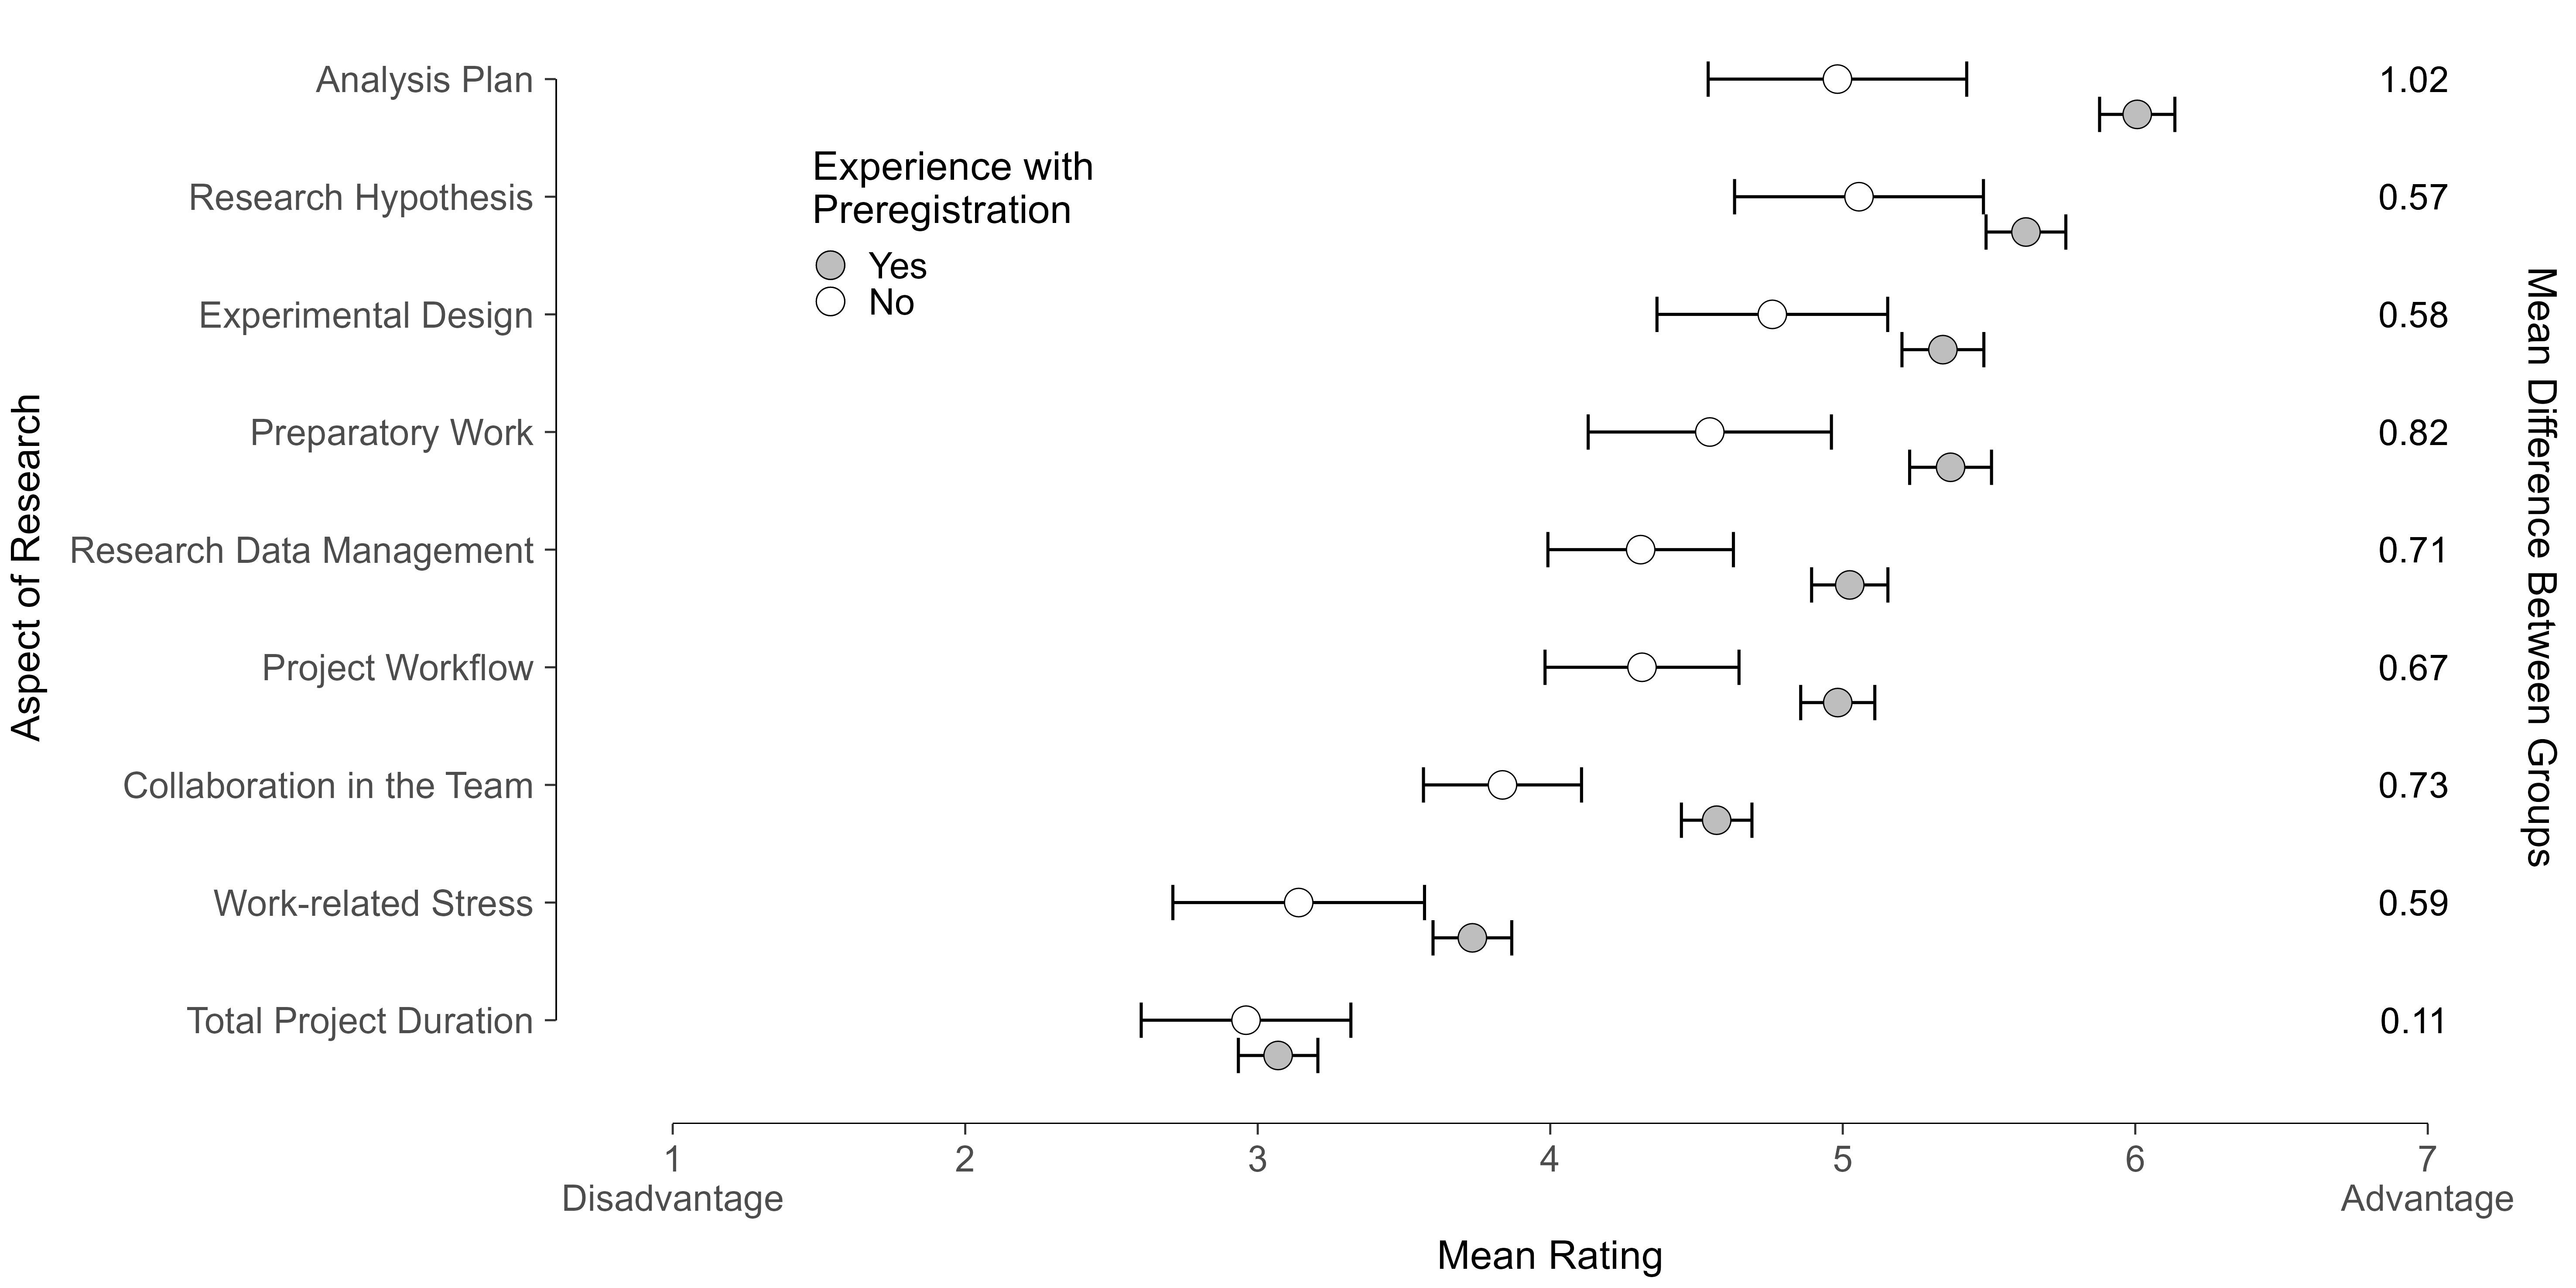 Analysis Plan
1.02
Experience with
Preregistration
Yes
No
Research Hypothesis
0.57
Experimental Design
0.58
Preparatory Work
0.82
Research Data Management
0.71
Project Workflow
0.67
Collaboration in the Team
0.73
Work-related Stress
0.59
Total Project Duration
0.11
Aspect of Research
Mean Difference Between Groups
1 2 3 4 5 6 7
Disadvantage Advantage
Mean Rating